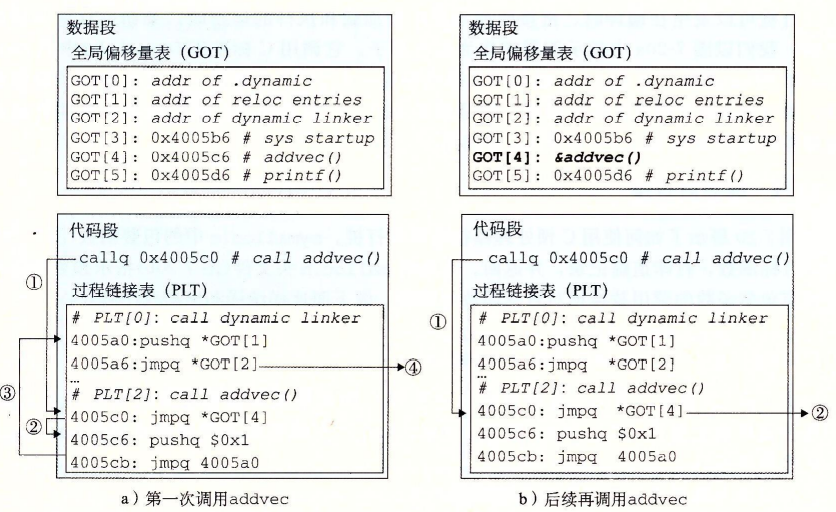 数据段
全局偏移量表（GOT）
GOT[0]: addr of .dynamic
GOT[1]: addr of reloc entries
GOT[2]: addr of dynamic linker
GOT[3]: 0x4005b6 # sys startup
GOT[4]: 0x4005c6 # addvec()
GOT[5]: 0x4005d6 # printf()
代码段
callq 0x4005c0 # call addvec()
①
过程链接表（PLT）
# PLT[0]: call dynamic linker
4005a0:pushq *GOT[1]
4005a6:jmpq *GOT[2]
④
…
③
# PLT[2]: call addvec()
4005c0: jmpq *GOT[4]
②
4005c6: pushq $0x1
4005cb: jmpq 4005a0
a）第一次调用addvec
数据段
全局偏移量表（GOT）
GOT[0]: addr of .dynamic
GOT[1]: addr of reloc entries
GOT[2]: addr of dynamic linker
GOT[3]: 0x4005b6 # sys startup
GOT[4]: &addvec()
GOT[5]: 0x4005d6 # printf()
代码段
callq 0x4005c0 # call addvec()
过程链接表（PLT）
①
# PLT[0]: call dynamic linker
4005a0:pushq *GOT[1]
4005a6:jmpq *GOT[2]
…
# PLT[2]: call addvec()
4005c0: jmpq *GOT[4]
②
4005c6: pushq $0x1
4005cb: jmpq 4005a0
b）后续再调用addvec